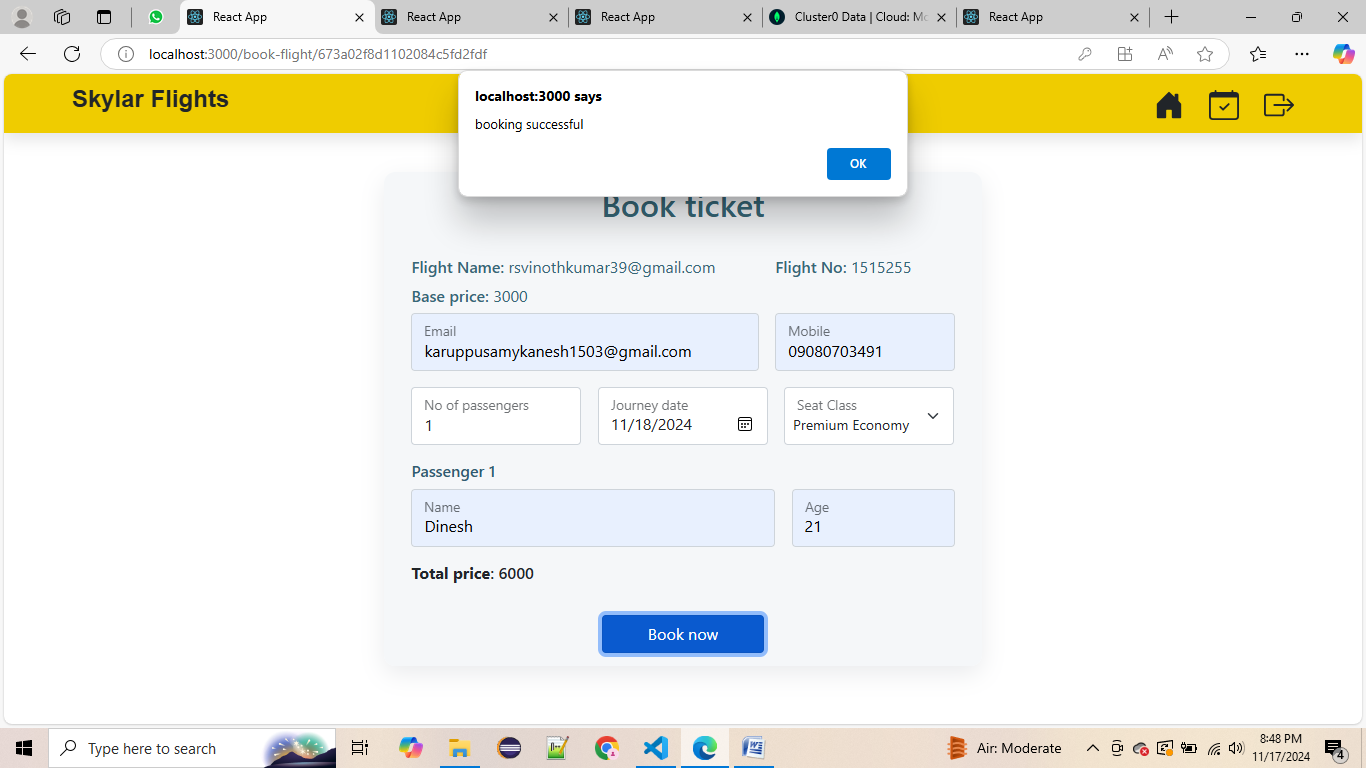 React App
React App
React App
Cluster0 Data | Cloud: Mc
React App
localhost:3000/book-flight/673a02f8d1102084c5fd2fdf
Skylar Flights
localhost:3000 says
booking successful
OK
Book ticket
Flight Name: rsvinothkumar39@gmail.com
Flight No: 1515255
Base price: 3000
Email
karuppusamykanesh1503@gmail.com
Mobile
09080703491
No of passengers
1
Journey date
11/18/2024
Seat Class
Premium Economy
Passenger 1
Name
Dinesh
Age
21
Total price: 6000
Book now
Type here to search
Air: Moderate
8:48 PM
11/17/2024
4